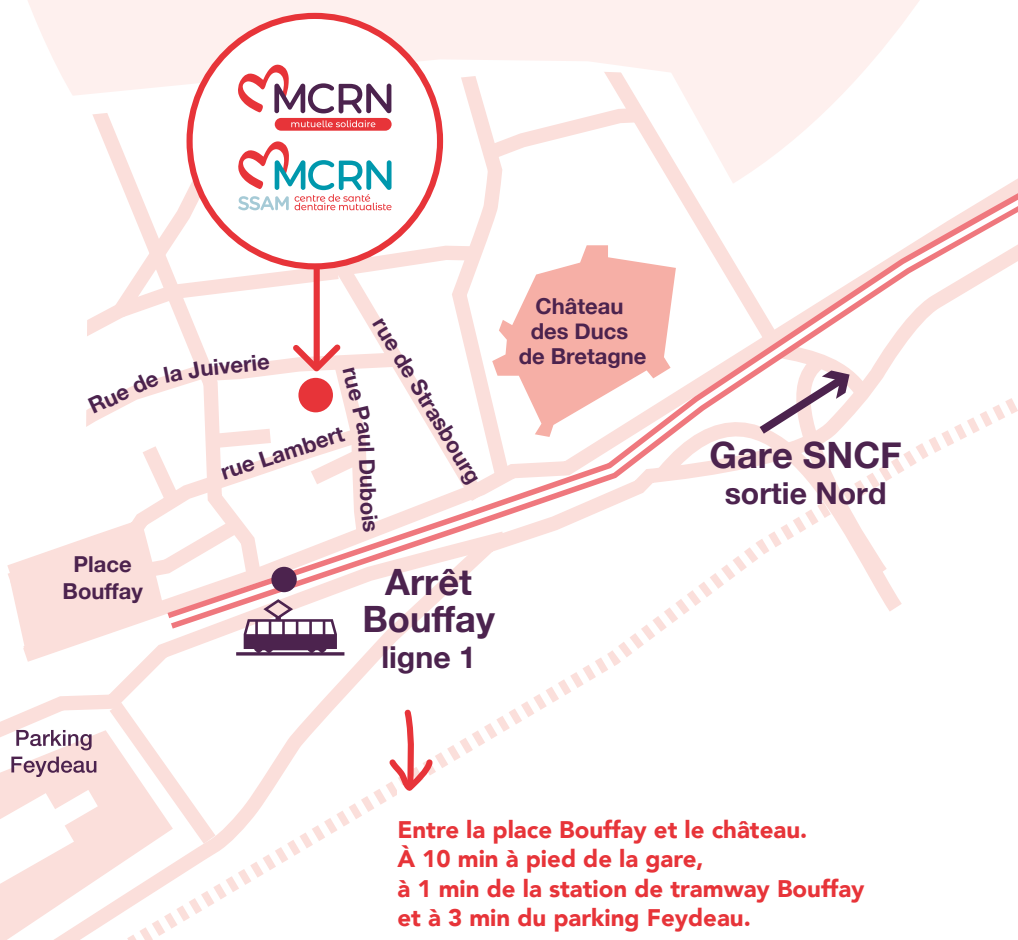 MCRN
mutuelle solidaire
MCRN
SSAM centre de santé
dentaire mutualiste
Château
des Ducs
de Bretagne
rue de Strasbourg
Rue de la Juiverie
rue Paul Dubois
rue Lambert
Gare SNCF
sortie Nord
Place
Bouffay
Arrêt
Bouffay
ligne 1
Parking
Feydeau
Entre la place Bouffay et le château.
À 10 min à pied de la gare,
à 1 min de la station de tramway Bouffay
et à 3 min du parking Feydeau.